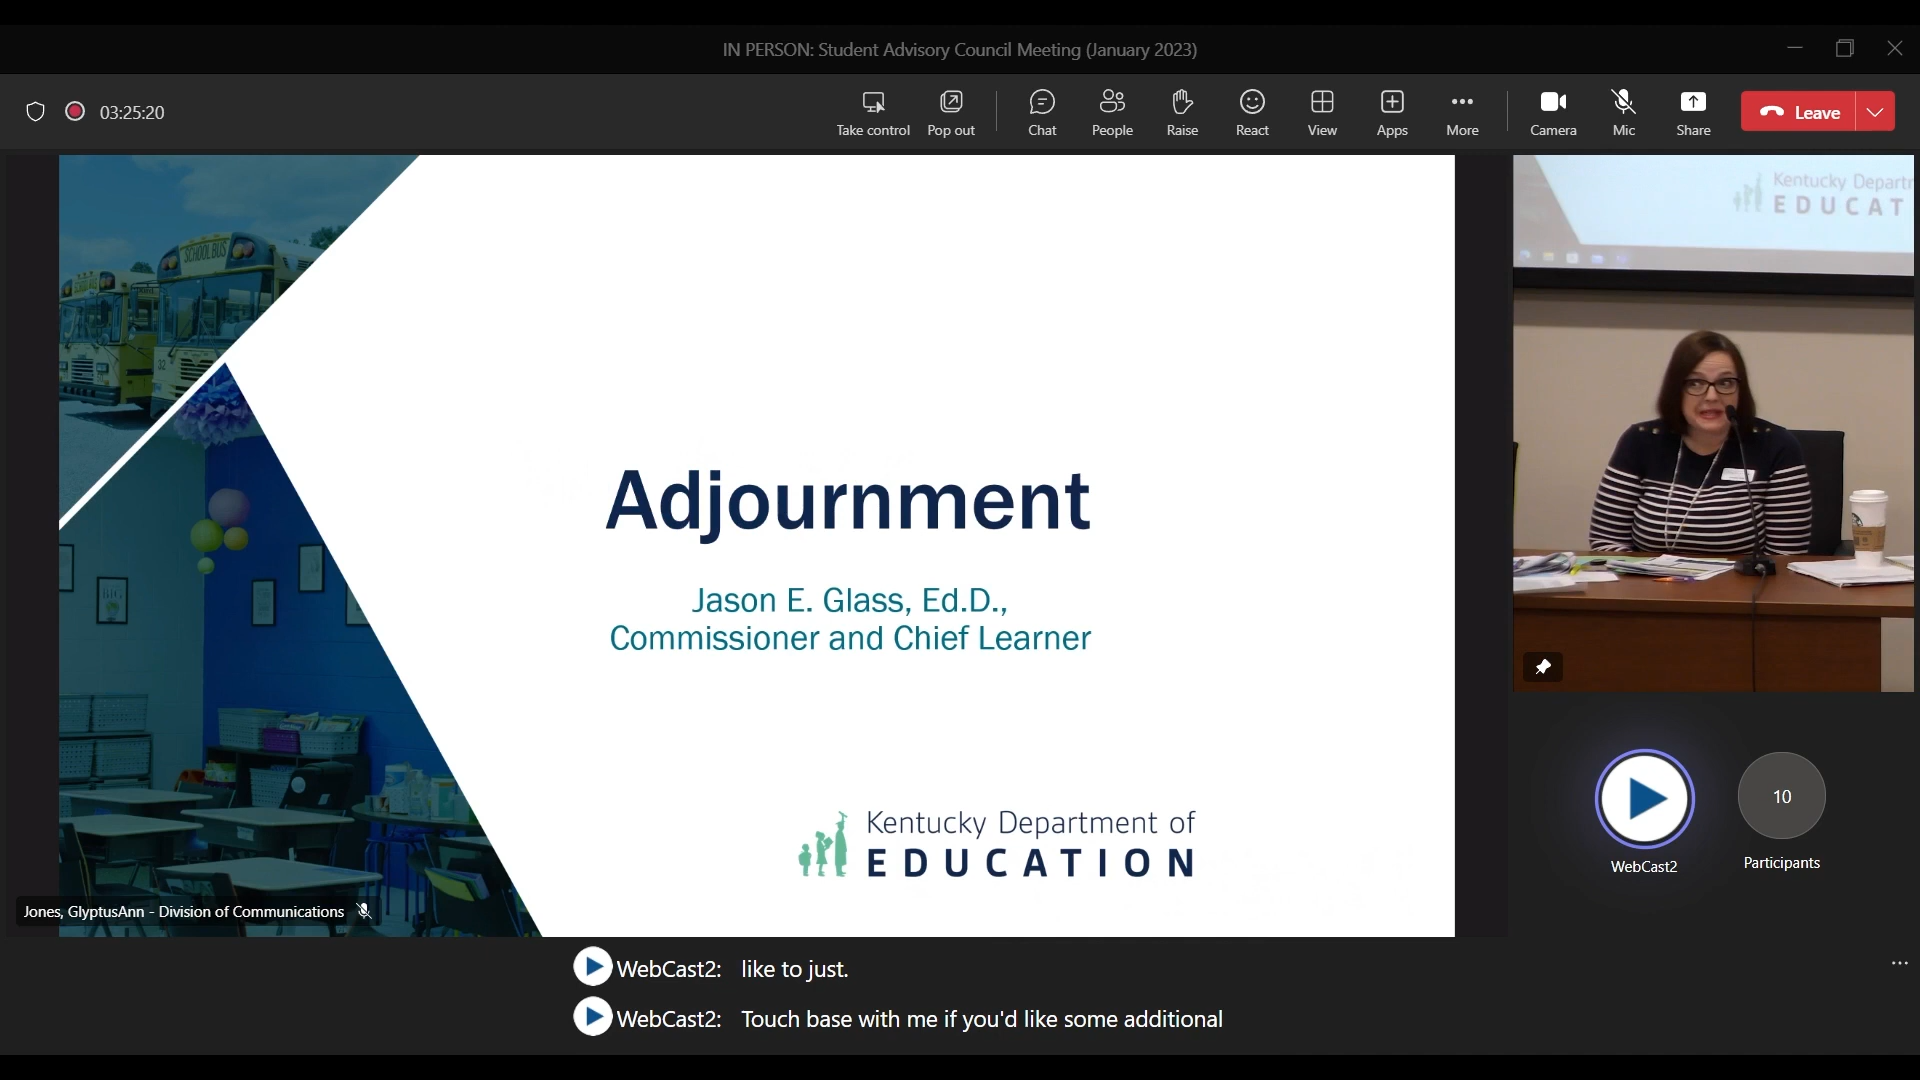 IN PERSON: Student Advisory Council Meeting (January 2023)
03:25:20
Take control
Pop out
Chat
People
Raise
React
View
Apps
More
Camera
Mic
Share
Leave
SCHOOL BUS
32
Adjournment
Jason E. Glass, Ed.D.,
Commissioner and Chief Learner
Kentucky Department of
EDUCATION
Jones, GlyptusAnn - Division of Communications
Kentucky Departm
EDUCAT
WebCast2
10
Participants
WebCast2: like to just.
WebCast2: Touch base with me if you'd like some additional